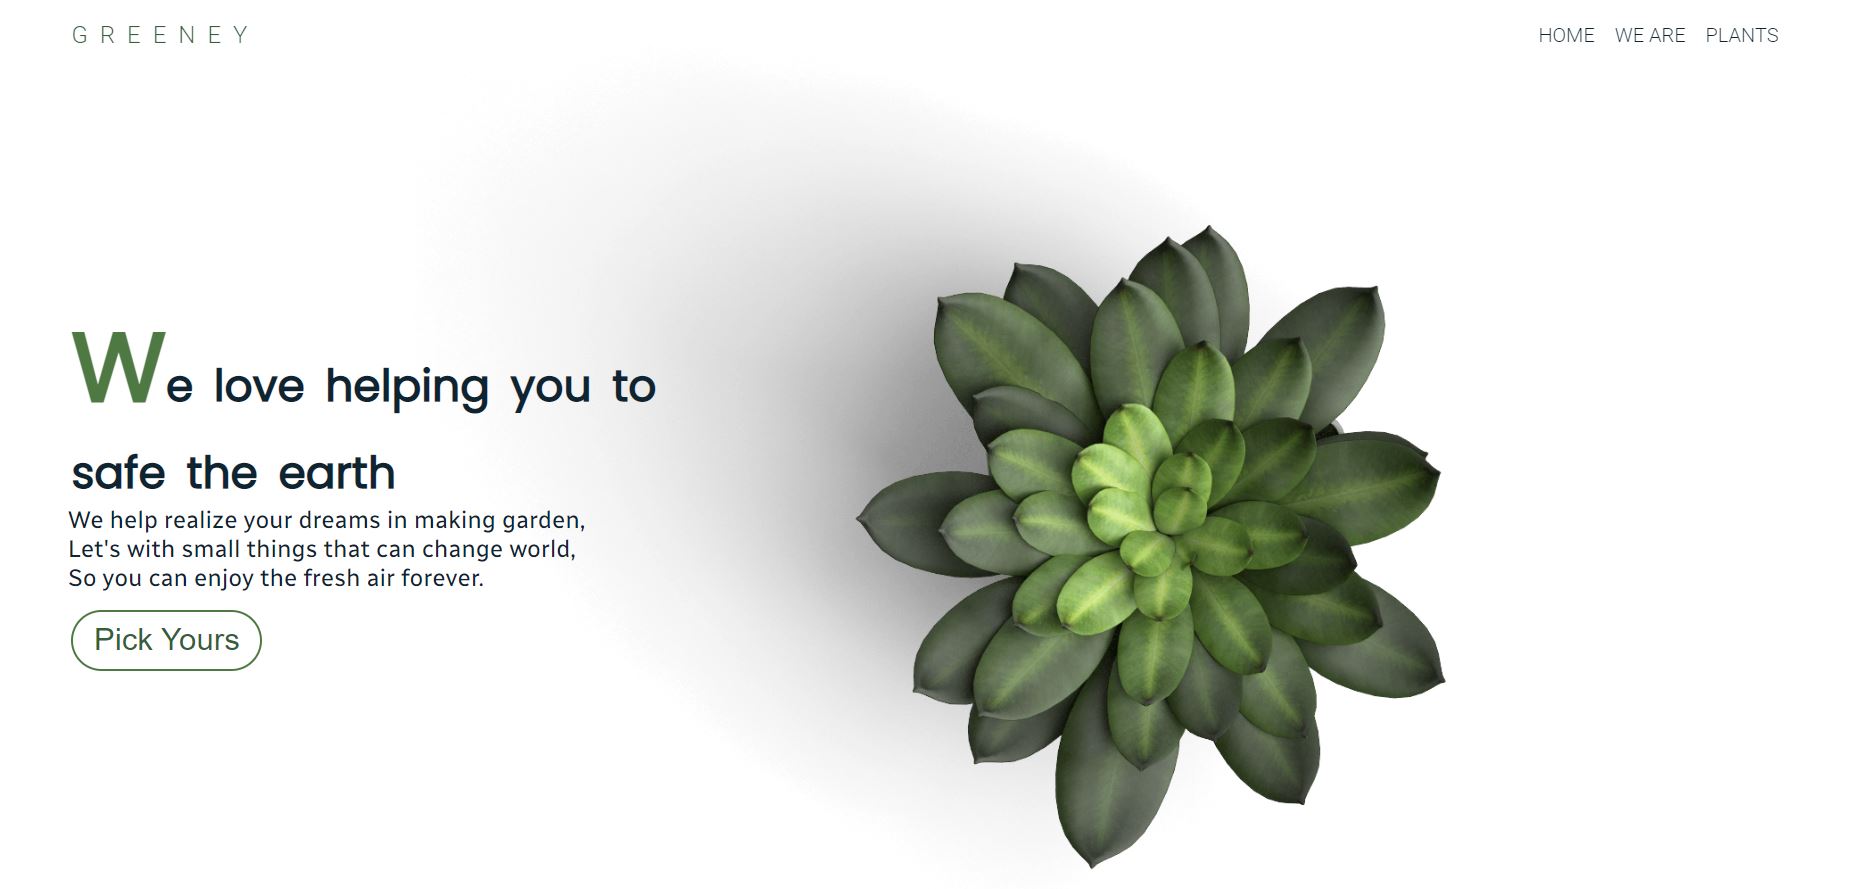 GREENEY
HOME WE ARE PLANTS
We love helping you to
safe the earth
We help realize your dreams in making garden,
Let's with small things that can change world,
So you can enjoy the fresh air forever.
Pick Yours